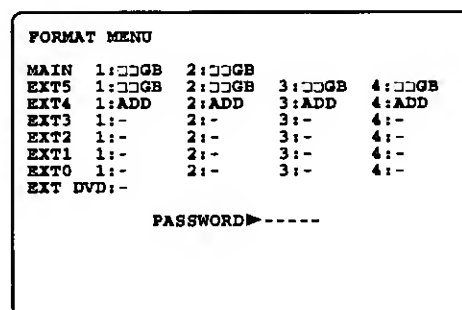 FORMAT MENU
MAIN 1:□□GB 2:□□GB
EXT5 1:□□GB 2:□□GB 3:□□GB 4:□□GB
EXT4 1:ADD 2:ADD 3:ADD 4:ADD
EXT3 1:- 2:- 3:- 4:-
EXT2 1:- 2:- 3:- 4:-
EXT1 1:- 2:- 3:- 4:-
EXT0 1:- 2:- 3:- 4:-
EXT DVD:-
PASSWORD▶-----